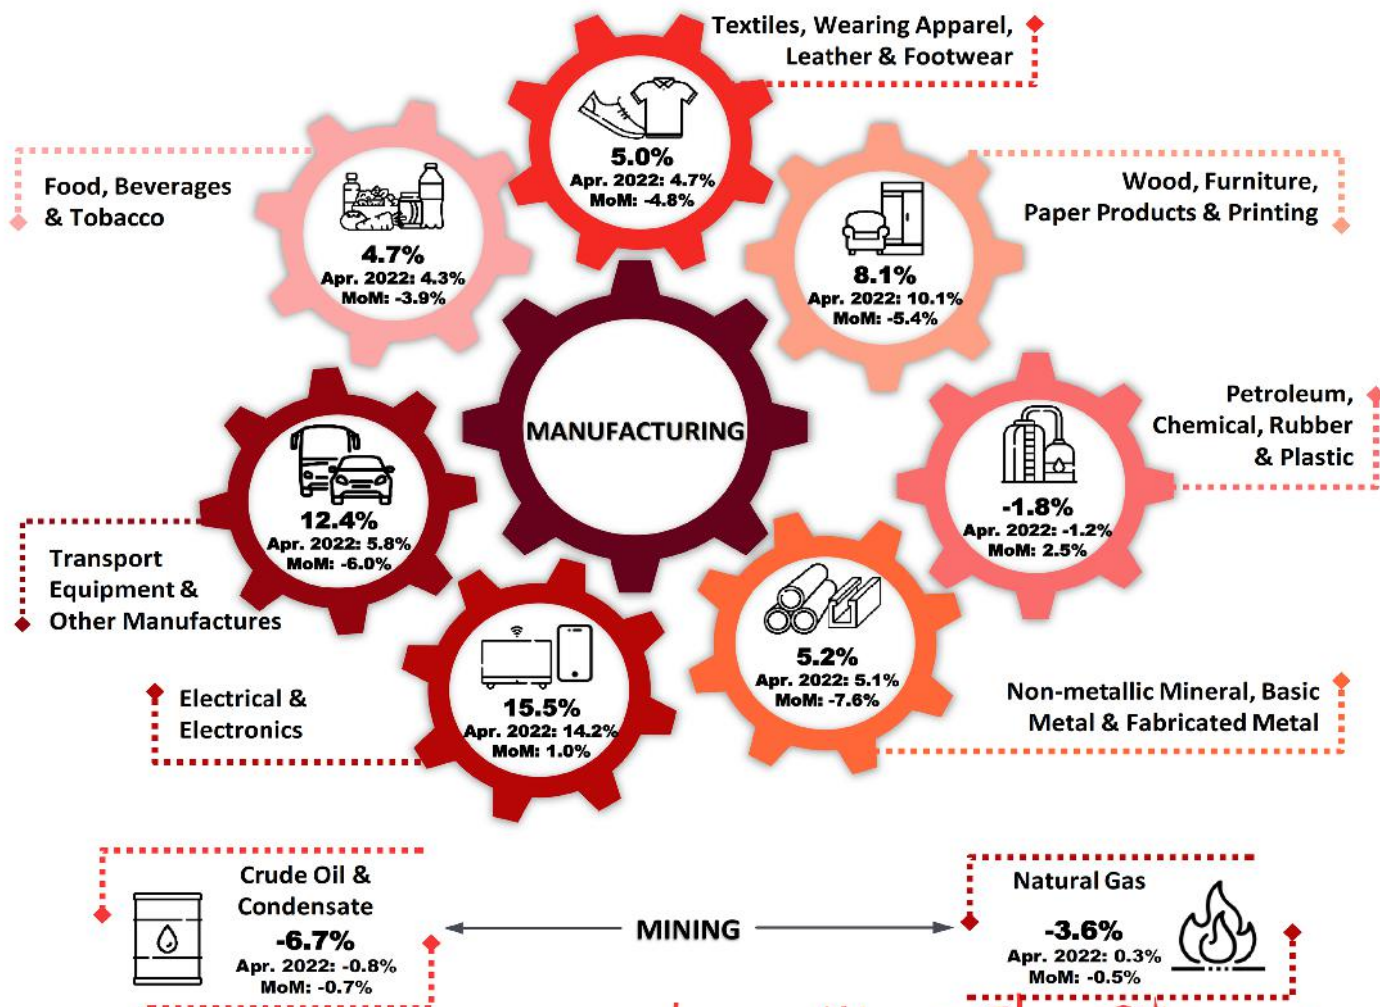 Textiles, Wearing Apparel,
Leather & Footwear
5.0%
Apr. 2022: 4.7%
MoM: -4.8%
Food, Beverages
& Tobacco
4.7%
Apr. 2022: 4.3%
MoM: -3.9%
Wood, Furniture,
Paper Products & Printing
8.1%
Apr. 2022: 10.1%
MoM: -5.4%
MANUFACTURING
Petroleum,
Chemical, Rubber
& Plastic
-1.8%
Apr. 2022: -1.2%
MoM: 2.5%
12.4%
Apr. 2022: 5.8%
MoM: -6.0%
Transport
Equipment &
Other Manufactures
5.2%
Apr. 2022: 5.1%
MoM: -7.6%
Non-metallic Mineral, Basic
Metal & Fabricated Metal
Electrical &
Electronics
15.5%
Apr. 2022: 14.2%
MoM: 1.0%
Crude Oil &
Condensate
-6.7%
Apr. 2022: -0.8%
MoM: -0.7%
MINING
Natural Gas
-3.6%
Apr. 2022: 0.3%
MoM: -0.5%